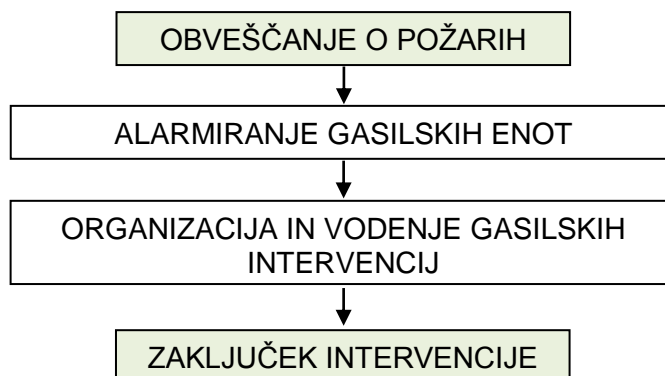 OBVEŠČANJE O POŽARIH
ALARMIRANJE GASILSKIH ENOT
ORGANIZACIJA IN VODENJE GASILSKIH
INTERVENCIJ
ZAKLJUČEK INTERVENCIJE